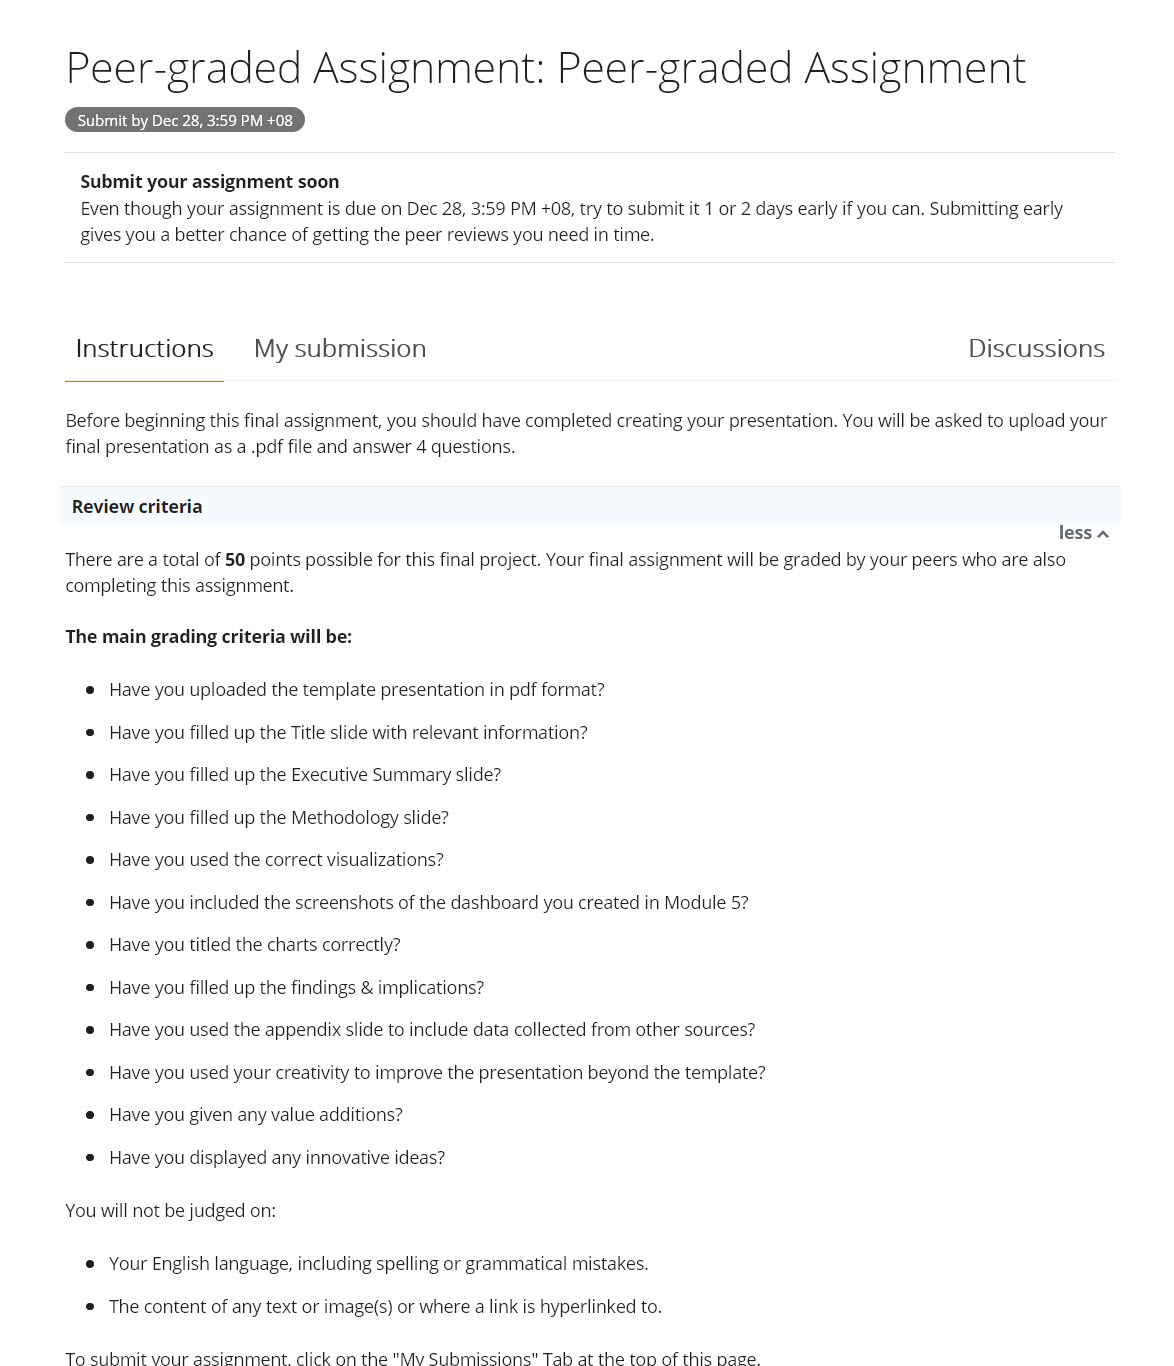 Peer-graded Assignment: Peer-graded Assignment
Submit by Dec 28, 3:59 PM +08
Submit your assignment soon
Even though your assignment is due on Dec 28, 3:59 PM +08, try to submit it 1 or 2 days early if you can. Submitting early
gives you a better chance of getting the peer reviews you need in time.
Instructions My submission Discussions
Before beginning this final assignment, you should have completed creating your presentation. You will be asked to upload your
final presentation as a .pdf file and answer 4 questions.
Review criteria
less
There are a total of 50 points possible for this final project. Your final assignment will be graded by your peers who are also
completing this assignment.
The main grading criteria will be:
Have you uploaded the template presentation in pdf format?
Have you filled up the Title slide with relevant information?
Have you filled up the Executive Summary slide?
Have you filled up the Methodology slide?
Have you used the correct visualizations?
Have you included the screenshots of the dashboard you created in Module 5?
Have you titled the charts correctly?
Have you filled up the findings & implications?
Have you used the appendix slide to include data collected from other sources?
Have you used your creativity to improve the presentation beyond the template?
Have you given any value additions?
Have you displayed any innovative ideas?
You will not be judged on:
Your English language, including spelling or grammatical mistakes.
The content of any text or image(s) or where a link is hyperlinked to.
To submit your assignment, click on the "My Submissions" Tab at the top of this page.